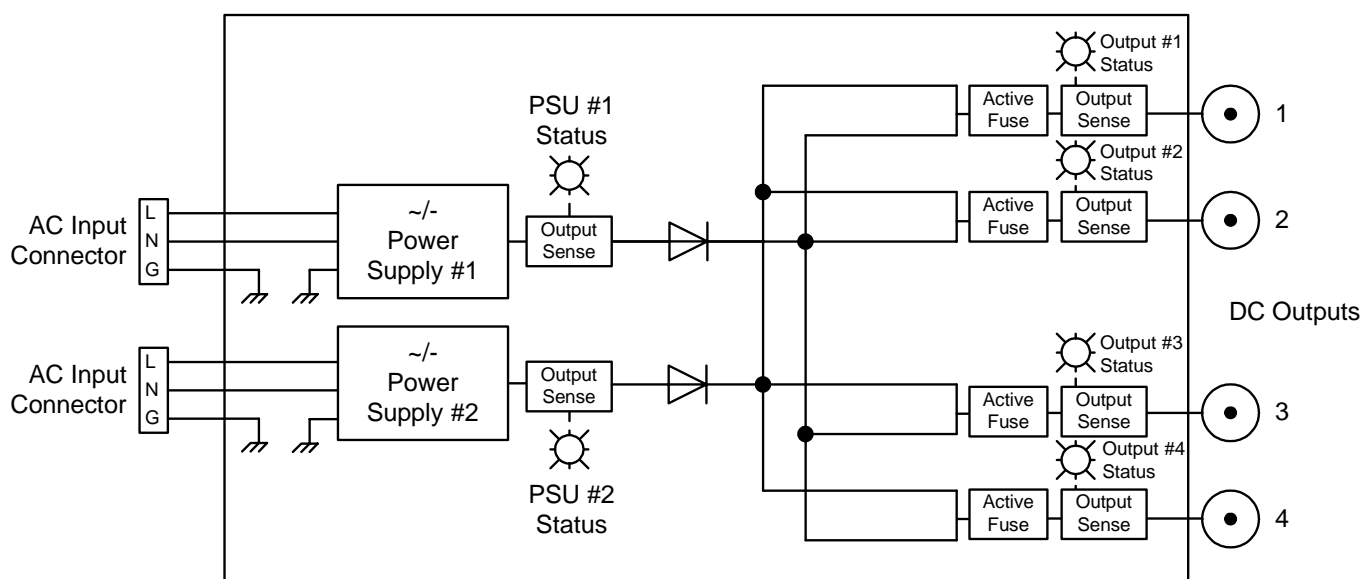 Output #1
Status
Active
Fuse
Output
Sense
1
PSU #1
Status
Output #2
Status
AC Input
Connector
L
N
G
~/-
Power
Supply #1
Output
Sense
Active
Fuse
Output
Sense
2
DC Outputs
Output #3
Status
AC Input
Connector
L
N
G
~/-
Power
Supply #2
Output
Sense
Active
Fuse
Output
Sense
3
PSU #2
Status
Output #4
Status
Active
Fuse
Output
Sense
4